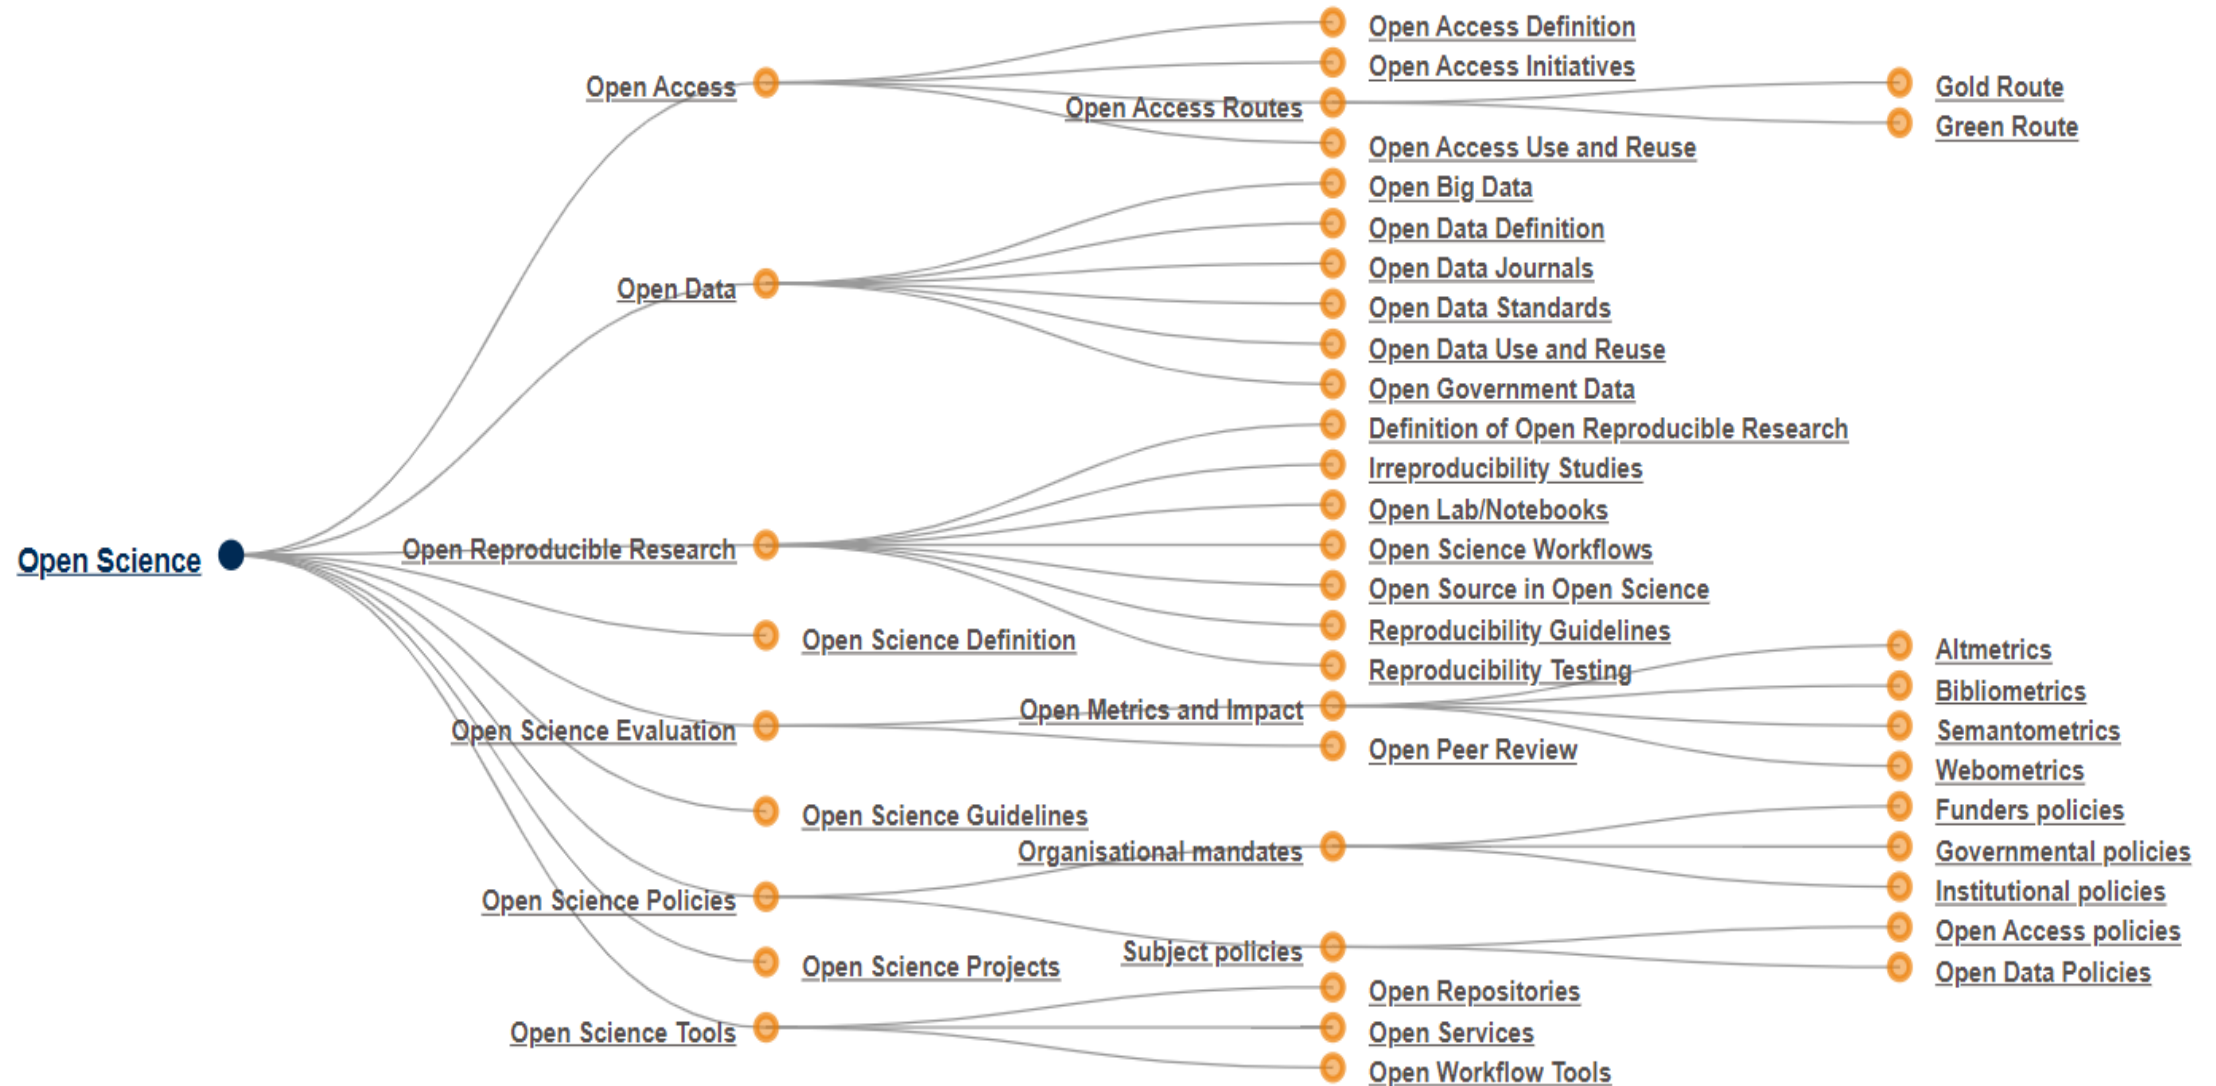 Open Science
Open Access
Open Access Definition
Open Access Initiatives
Open Access Routes
Gold Route
Green Route
Open Access Use and Reuse
Open Data
Open Big Data
Open Data Definition
Open Data Journals
Open Data Standards
Open Data Use and Reuse
Open Government Data
Open Reproducible Research
Definition of Open Reproducible Research
Irreproducibility Studies
Open Lab/Notebooks
Open Science Workflows
Open Source in Open Science
Reproducibility Guidelines
Reproducibility Testing
Open Science Definition
Open Science Evaluation
Open Metrics and Impact
Altmetrics
Bibliometrics
Semantometrics
Webometrics
Open Peer Review
Open Science Guidelines
Open Science Policies
Organisational mandates
Funders policies
Governmental policies
Institutional policies
Subject policies
Open Access policies
Open Data Policies
Open Science Projects
Open Science Tools
Open Repositories
Open Services
Open Workflow Tools